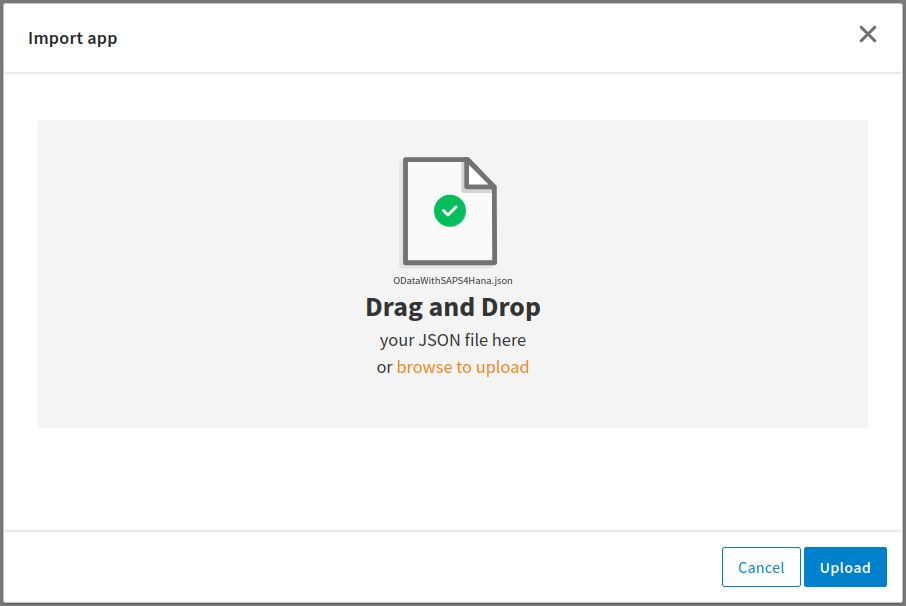 Import app
ODataWithSAPS4Hana.json
Drag and Drop
your JSON file here
or browse to upload
Cancel
Upload